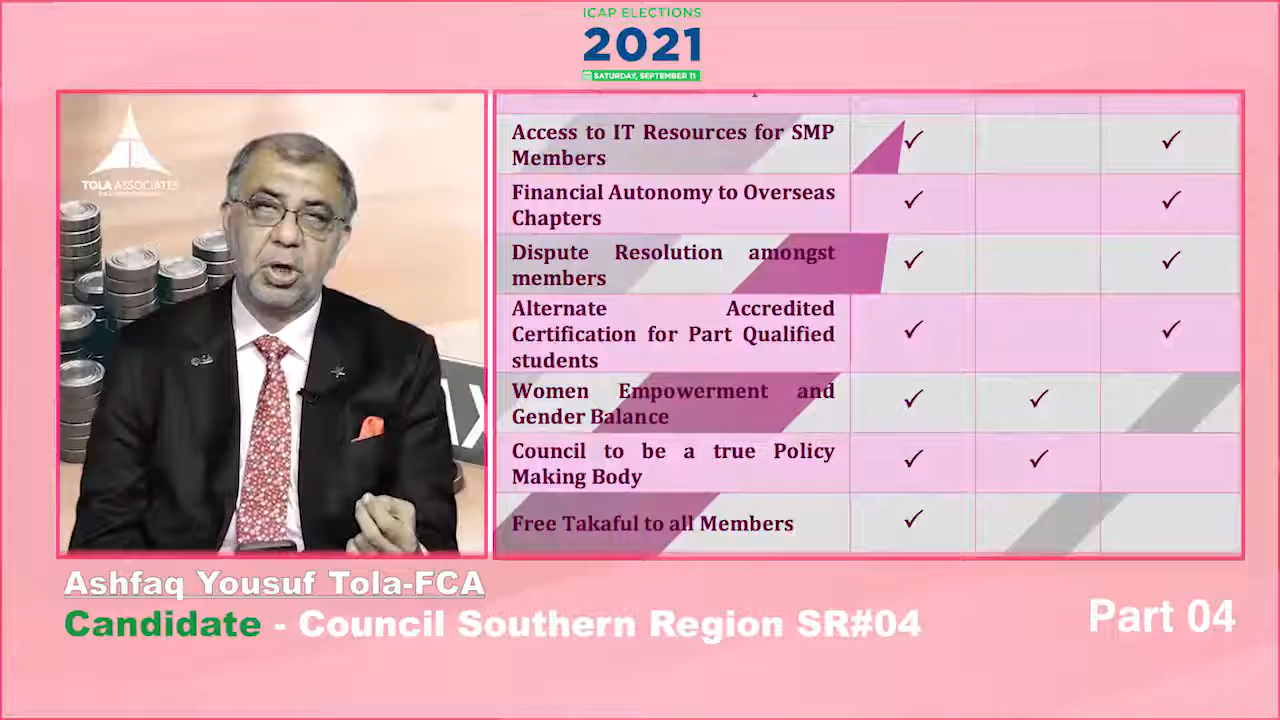 ICAP ELECTIONS
2021
SATURDAY, SEPTEMBER 11
TOLA ASSOCIATES
Access to IT Resources for SMP
Members
✓ ✓
Financial Autonomy to Overseas
Chapters
✓ ✓
Dispute Resolution amongst
members
✓ ✓
Alternate Accredited
Certification for Part Qualified
students
✓ ✓
Women Empowerment and
Gender Balance
✓ ✓
Council to be a true Policy
Making Body
✓ ✓
Free Takaful to all Members
✓
AX
Ashfaq Yousuf Tola-FCA
Candidate - Council Southern Region SR#04
Part 04